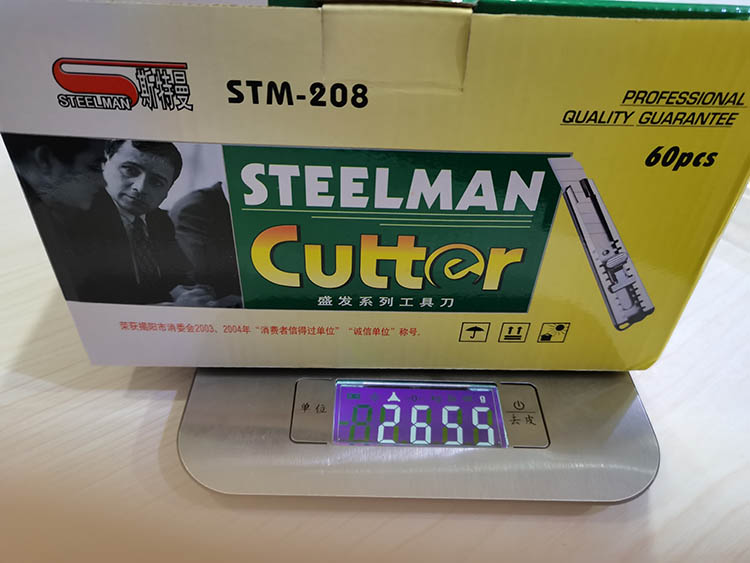 STEELMAN
斯特曼
STM-208
PROFESSIONAL
QUALITY GUARANTEE
60pcs
STEELMAN
Cutter
盛发系列工具刀
荣获揭阳市消委会2003、2004年“消费者信得过单位”“诚信单位”称号.
单位
2655
去皮